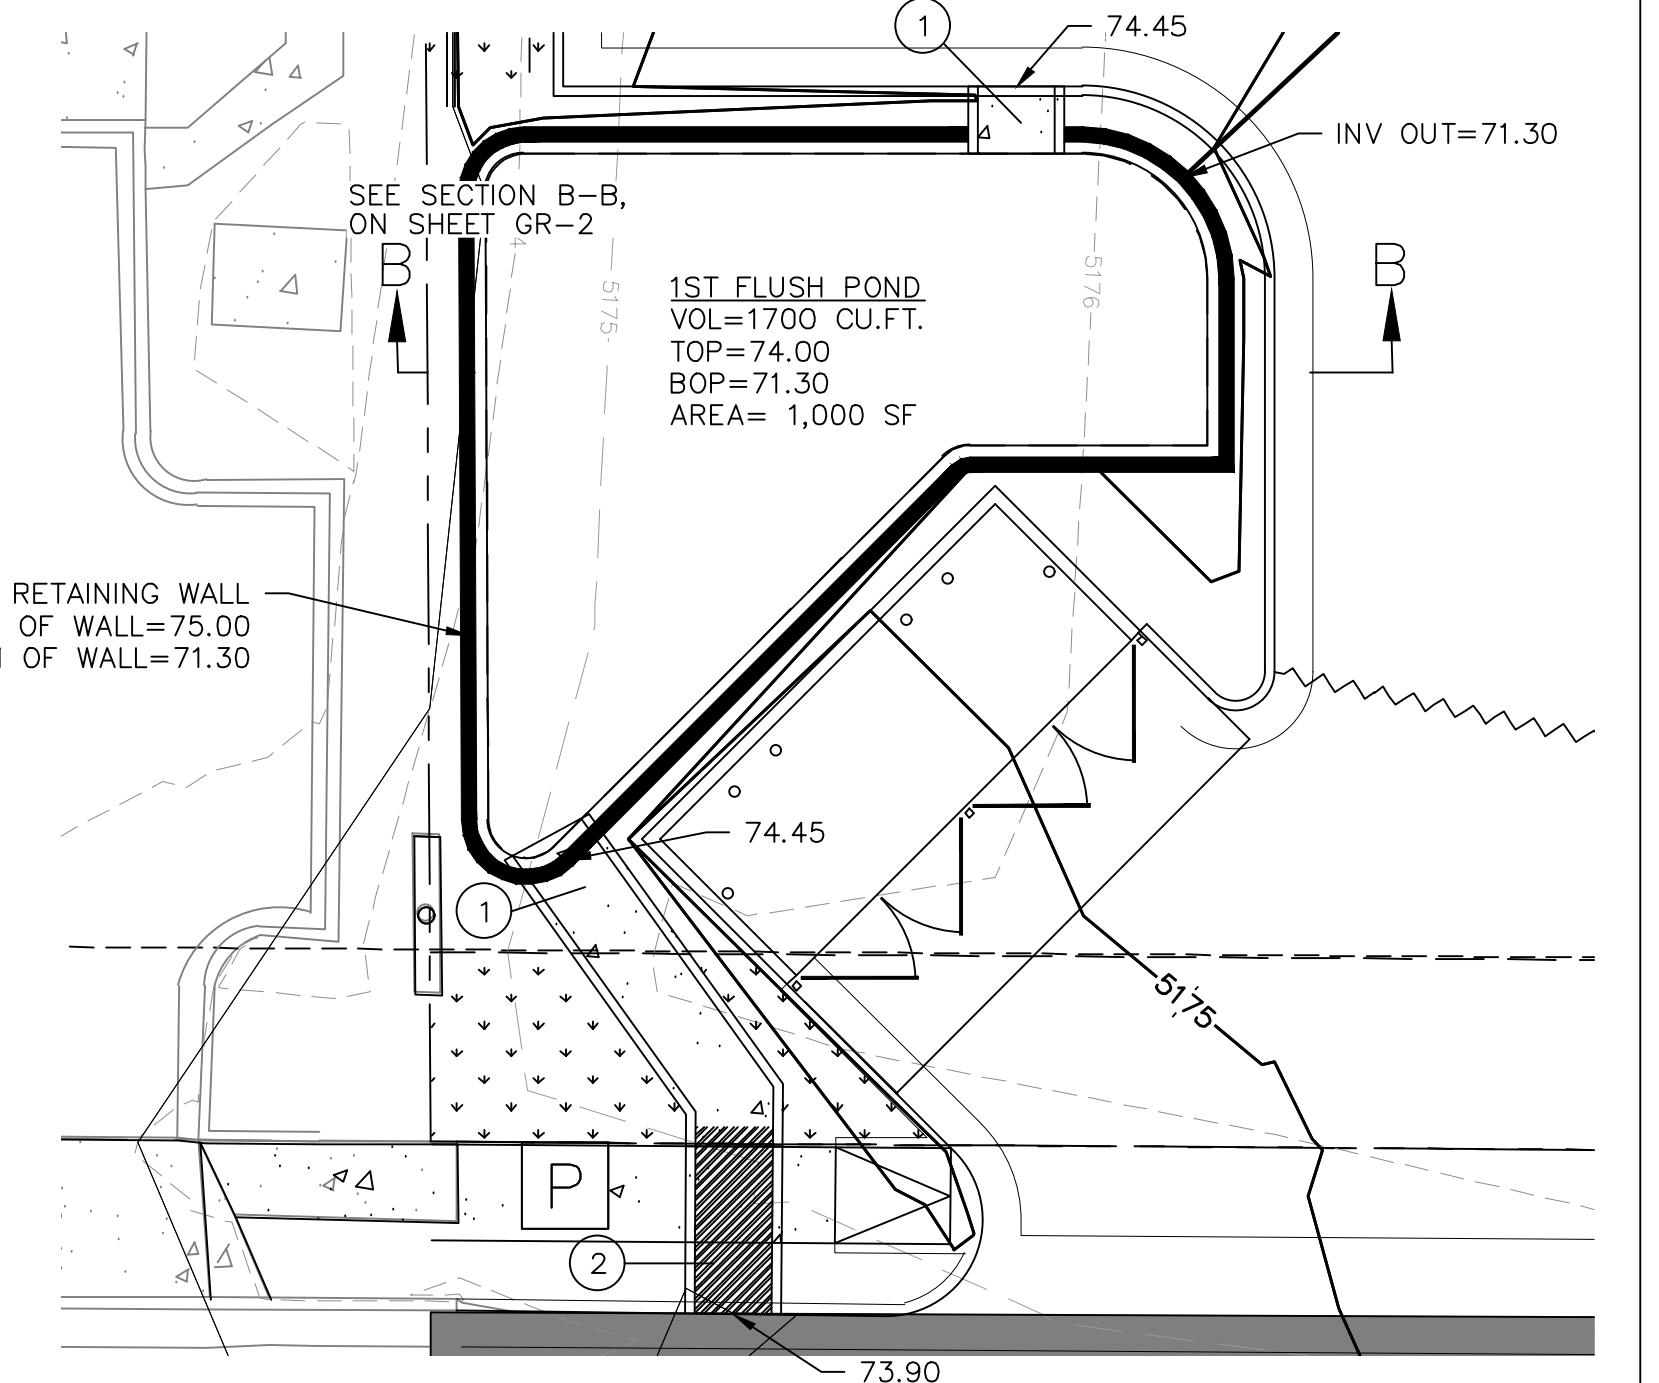 1
74.45
INV OUT=71.30
SEE SECTION B-B,
ON SHEET GR-2
B
B
5175
5176
1ST FLUSH POND
VOL=1700 CU.FT.
TOP=74.00
BOP=71.30
AREA= 1,000 SF
RETAINING WALL
OF WALL=75.00
OF WALL=71.30
74.45
1
5175
P
2
73.90